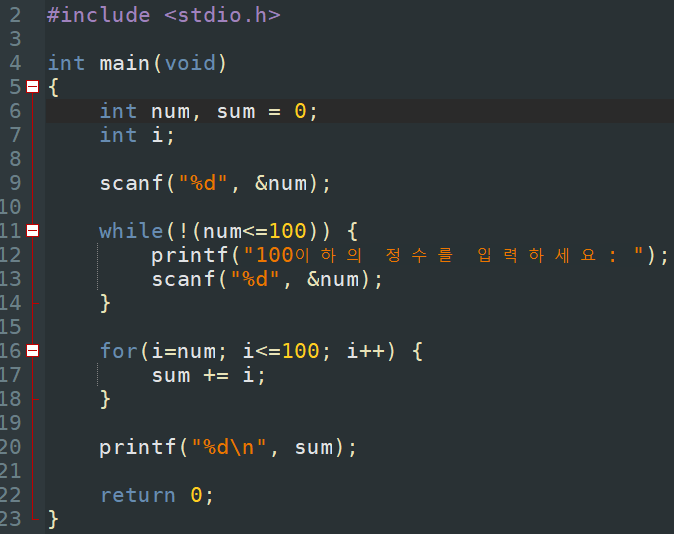 2 #include <stdio.h>
3
4 int main(void)
5 {
6     int num, sum = 0;
7     int i;
8
9     scanf("%d", &num);
10
11     while(!(num<=100)) {
12         printf("100이하의 정수를 입력하세요: ");
13         scanf("%d", &num);
14     }
15
16     for(i=num; i<=100; i++) {
17         sum += i;
18     }
19
20     printf("%d\n", sum);
21
22     return 0;
23 }